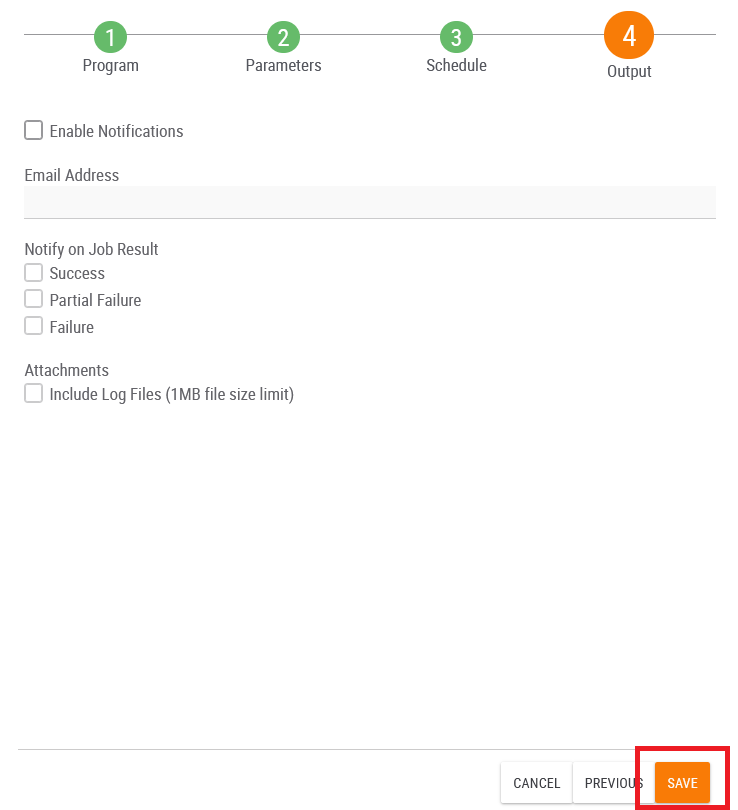 1 2 3 4
Program Parameters Schedule Output
Enable Notifications
Email Address
Notify on Job Result
Success
Partial Failure
Failure
Attachments
Include Log Files (1MB file size limit)
CANCEL PREVIOUS SAVE